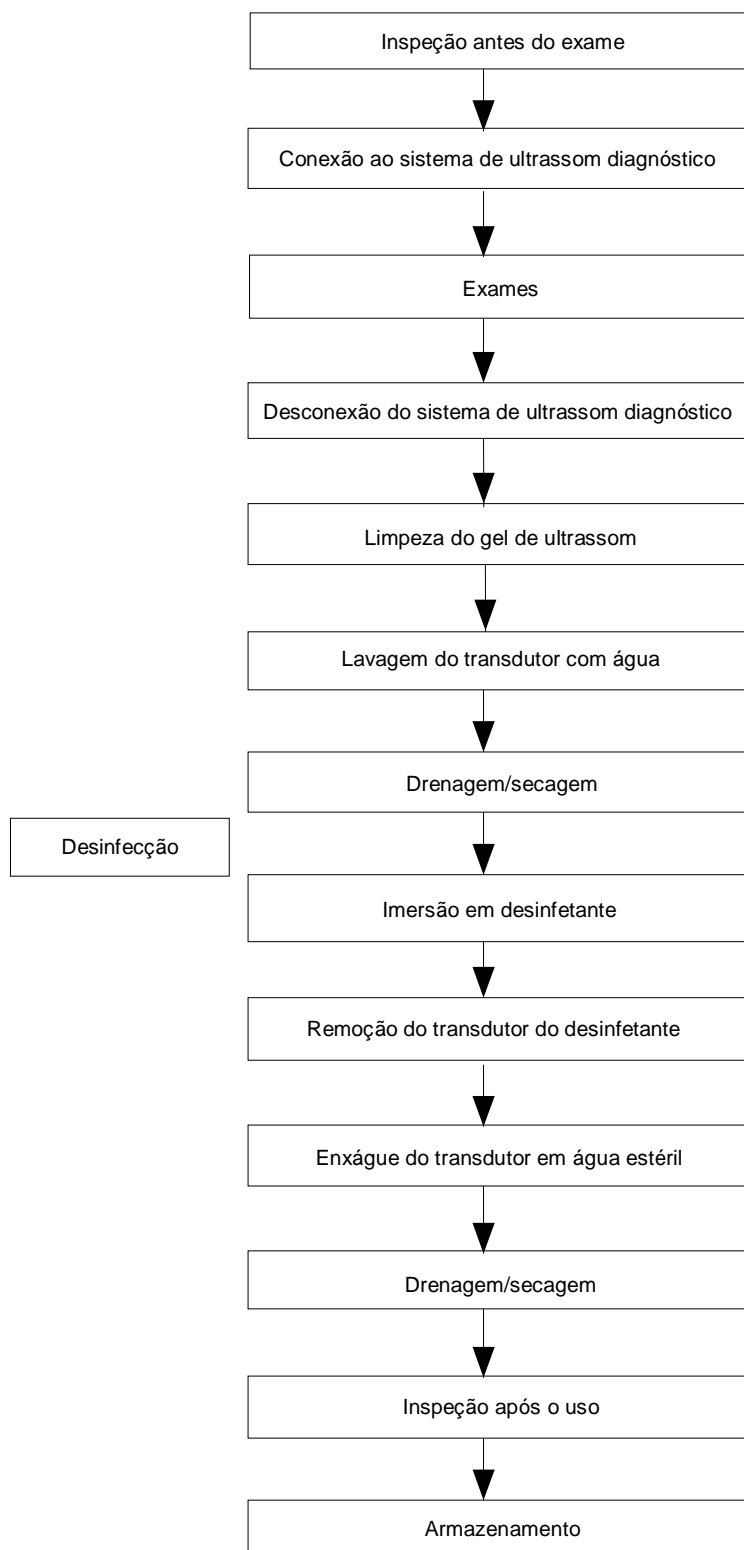 Inspeção antes do exame
Conexão ao sistema de ultrassom diagnóstico
Exames
Desconexão do sistema de ultrassom diagnóstico
Limpeza do gel de ultrassom
Lavagem do transdutor com água
Drenagem/secagem
Desinfecção
Imersão em desinfetante
Remoção do transdutor do desinfetante
Enxágue do transdutor em água estéril
Drenagem/secagem
Inspeção após o uso
Armazenamento